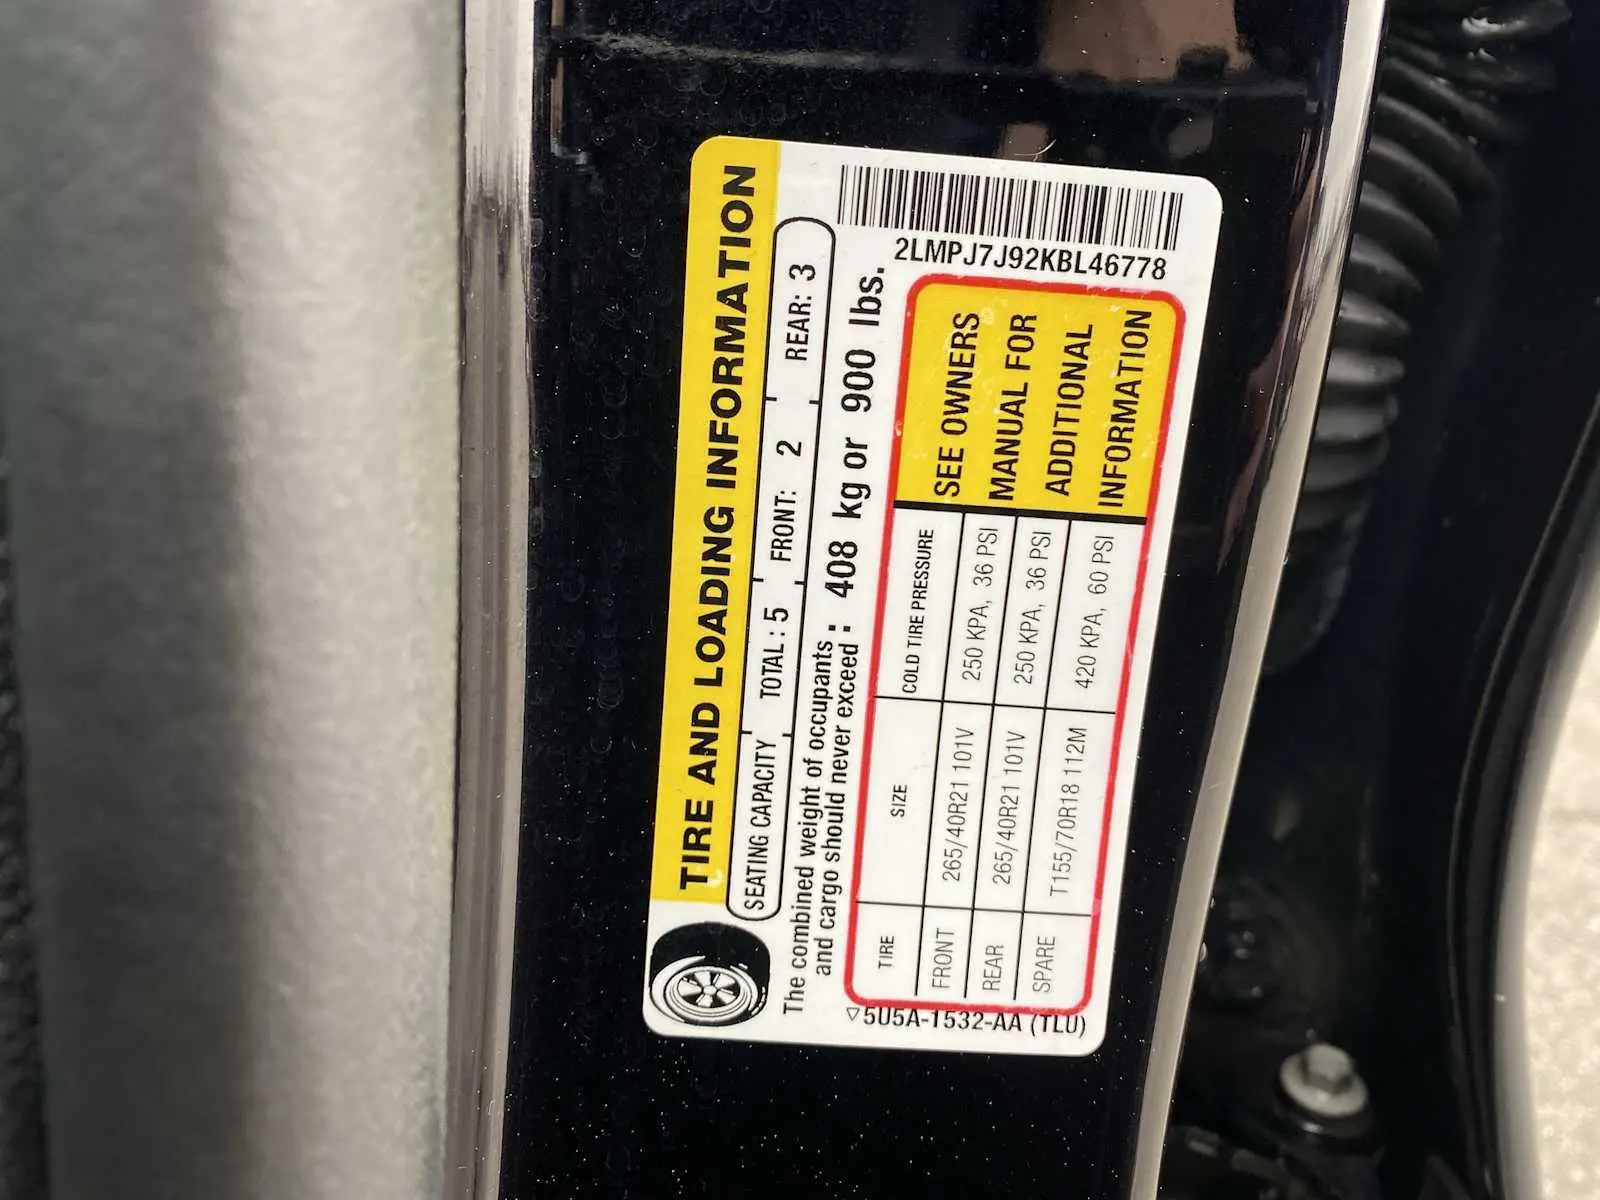 TIRE AND LOADING INFORMATION
SEATING CAPACITY TOTAL : 5 FRONT: 2 REAR: 3
The combined weight of occupants
and cargo should never exceed : 408 kg or 900 lbs.
2LMPJ7J92KBL46778
TIRE SIZE COLD TIRE PRESSURE
FRONT 265/40R21 101V 250 KPA, 36 PSI
REAR 265/40R21 101V 250 KPA, 36 PSI
SPARE T155/70R18 112M 420 KPA, 60 PSI
SEE OWNERS
MANUAL FOR
ADDITIONAL
INFORMATION
5U5A-1532-AA (TLU)